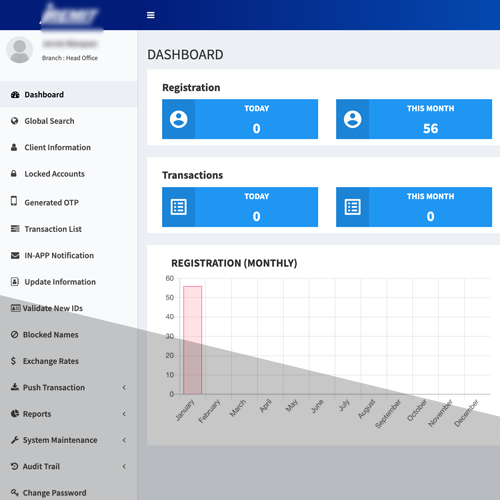 Branch : Head Office
Dashboard
Global Search
Client Information
Locked Accounts
Generated OTP
Transaction List
IN-APP Notification
Update Information
Validate New IDs
Blocked Names
Exchange Rates
Push Transaction
Reports
System Maintenance
Audit Trail
Change Password
DASHBOARD
Registration
TODAY
0
THIS MONTH
56
Transactions
TODAY
0
THIS MONTH
0
REGISTRATION (MONTHLY)
60
50
40
30
20
10
0
January
February
March
April
May
June
July
August
September
October
November
December